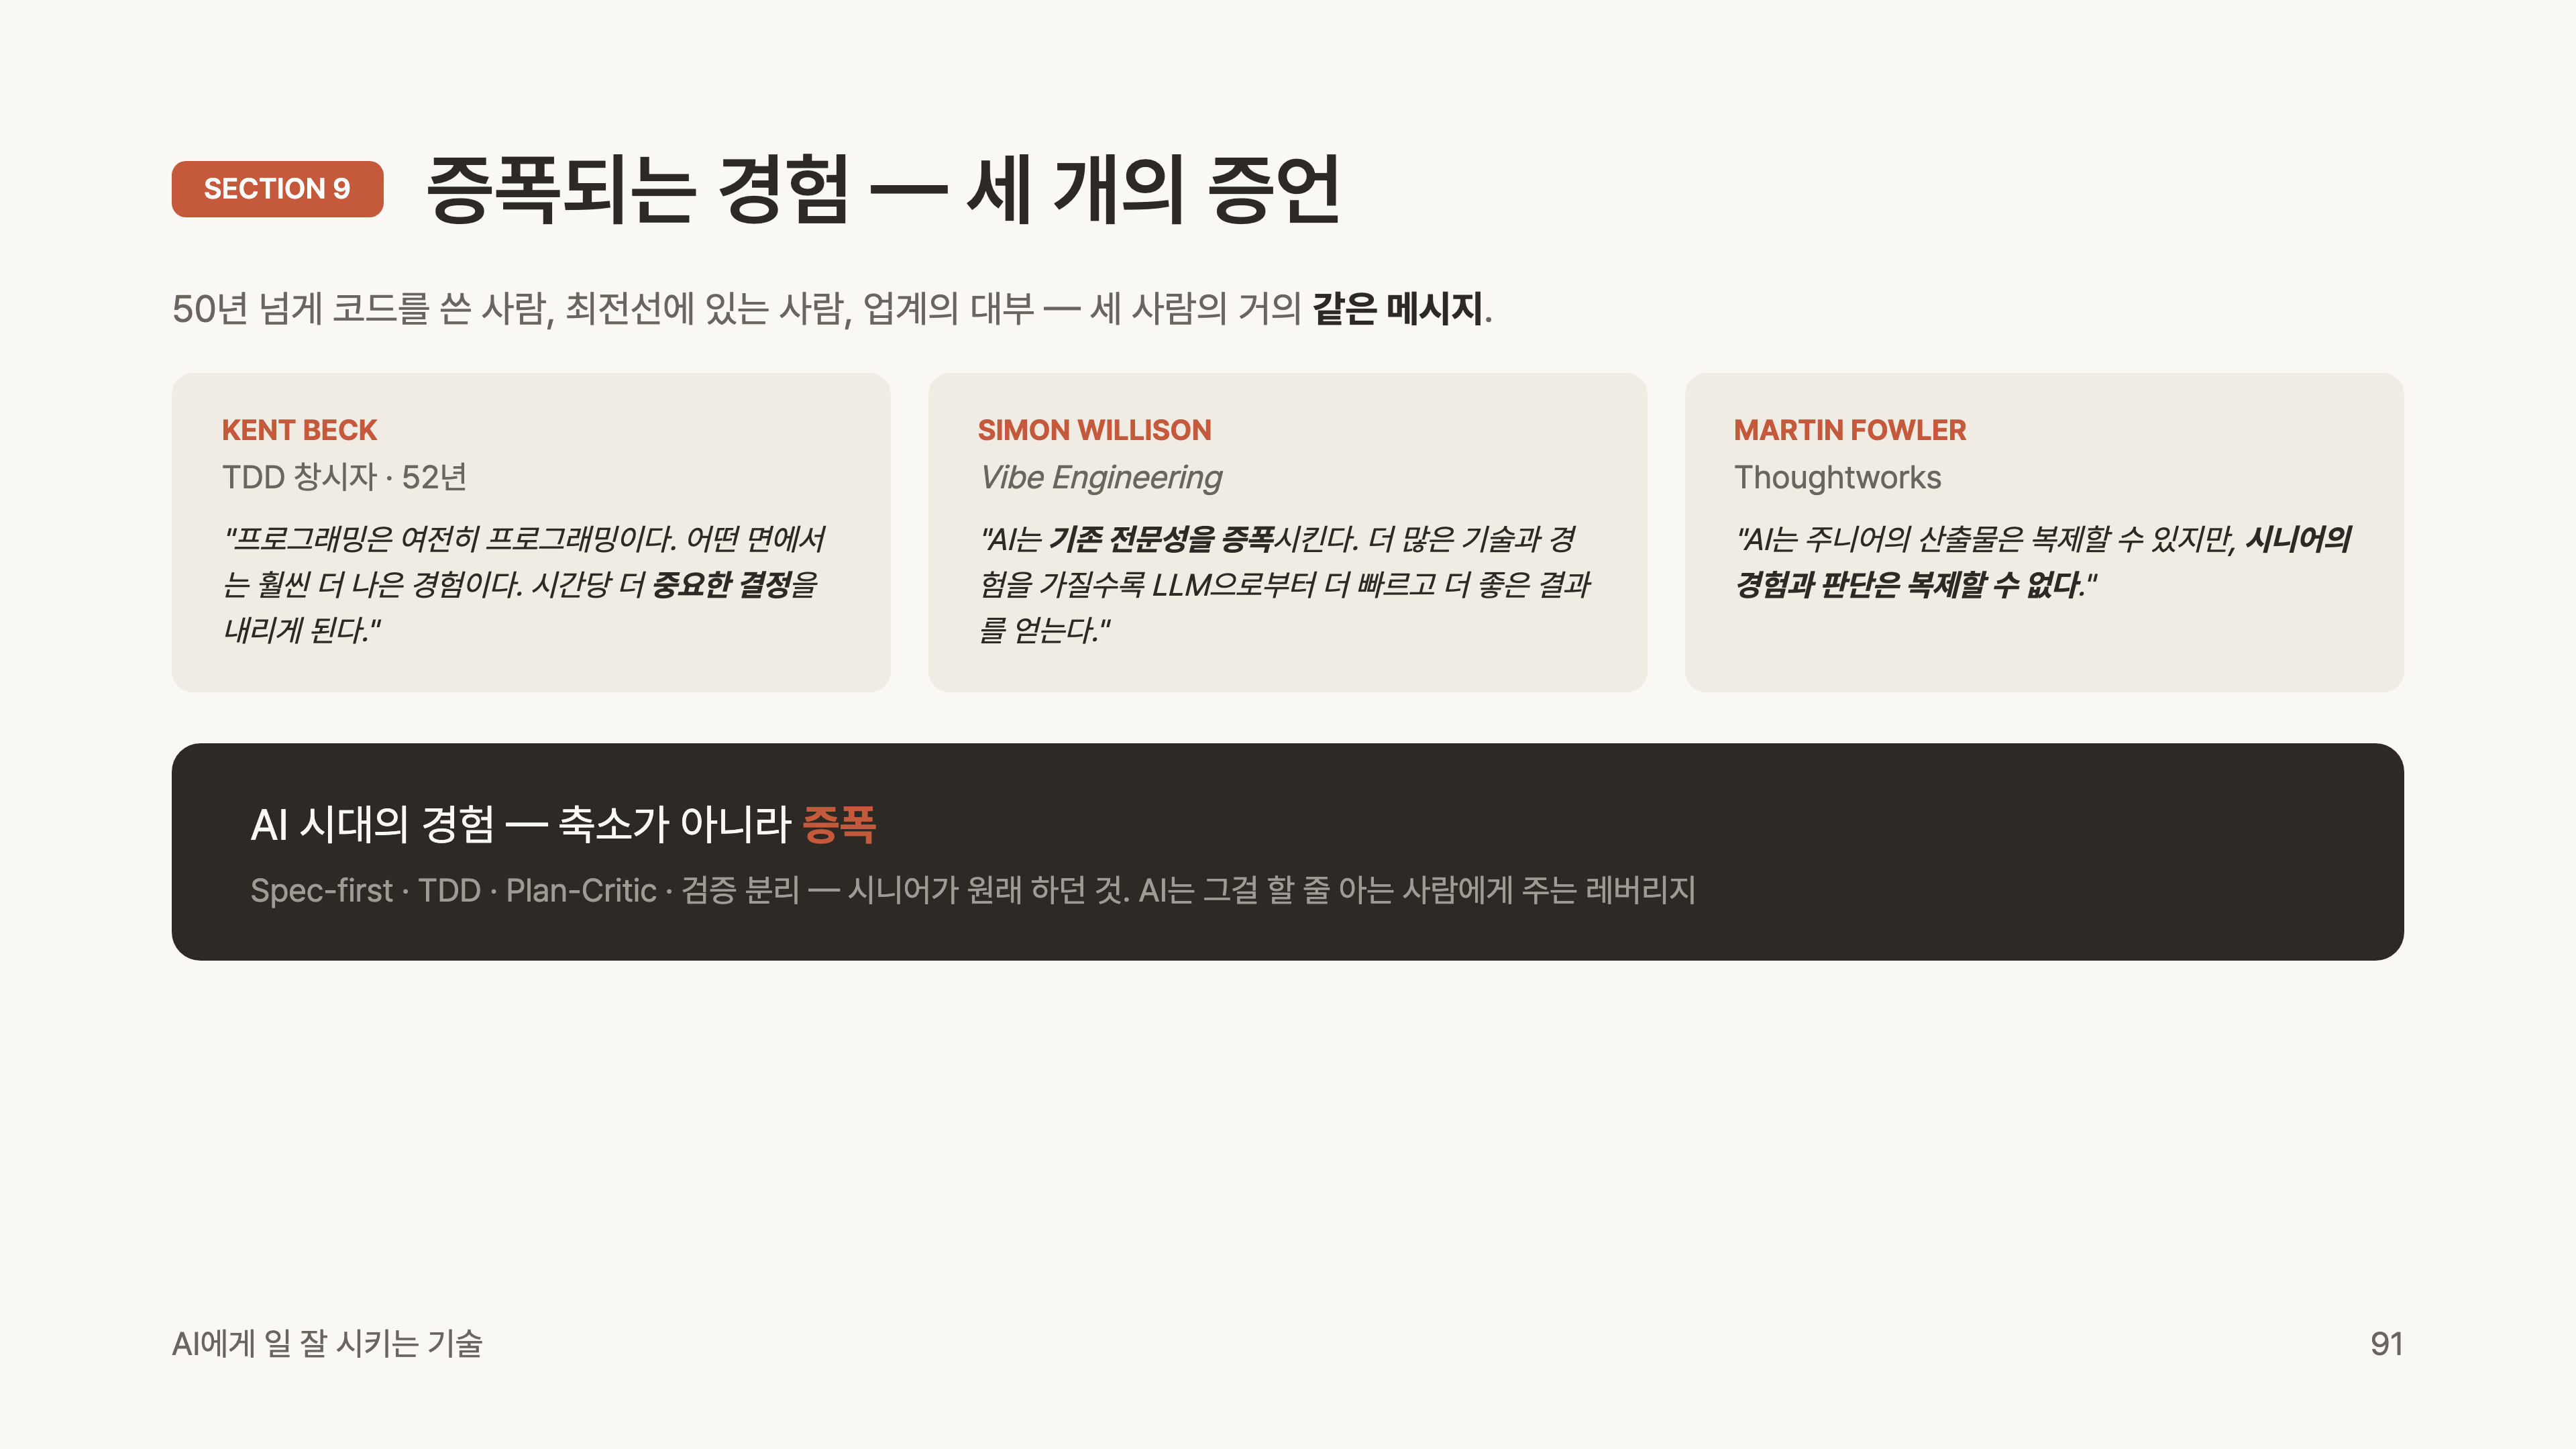 SECTION 9
증폭되는 경험 — 세 개의 증언
50년 넘게 코드를 쓴 사람, 최전선에 있는 사람, 업계의 대부 — 세 사람의 거의 같은 메시지.
KENT BECK
TDD 창시자 · 52년
"프로그래밍은 여전히 프로그래밍이다. 어떤 면에서
는 훨씬 더 나은 경험이다. 시간당 더 중요한 결정을
내리게 된다."
SIMON WILLISON
Vibe Engineering
"AI는 기존 전문성을 증폭시킨다. 더 많은 기술과 경
험을 가질수록 LLM으로부터 더 빠르고 더 좋은 결과
를 얻는다."
MARTIN FOWLER
Thoughtworks
"AI는 주니어의 산출물은 복제할 수 있지만, 시니어의
경험과 판단은 복제할 수 없다."
AI 시대의 경험 — 축소가 아니라 증폭
Spec-first · TDD · Plan-Critic · 검증 분리 — 시니어가 원래 하던 것. AI는 그걸 할 줄 아는 사람에게 주는 레버리지
AI에게 일 잘 시키는 기술
91